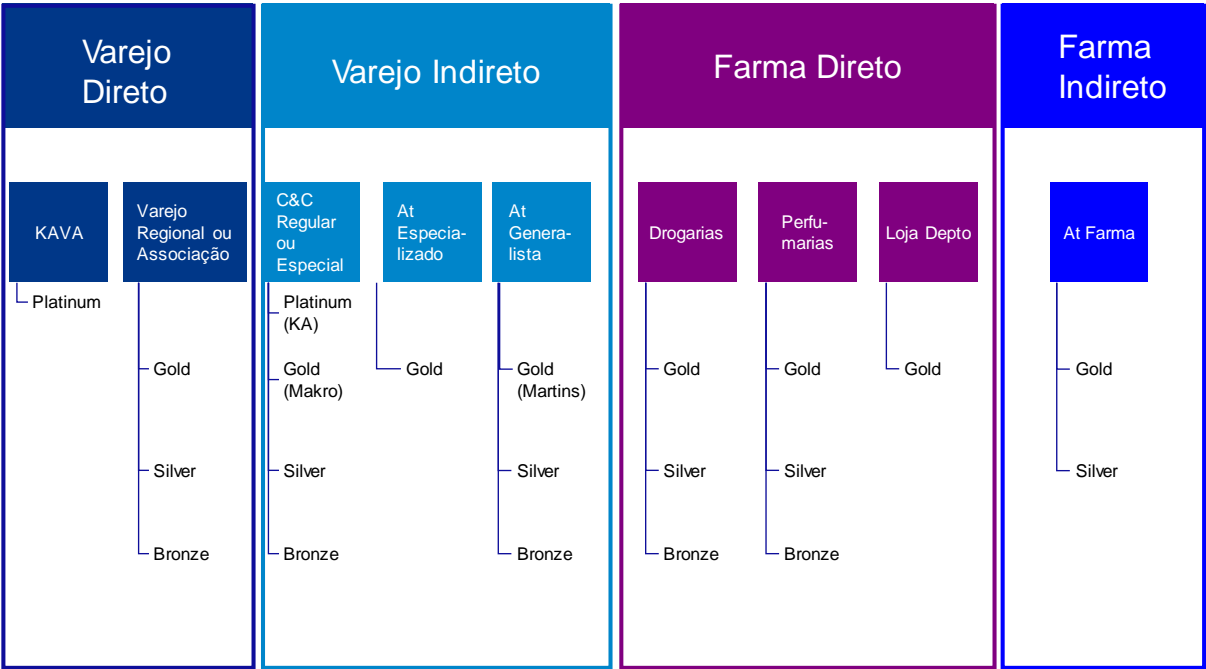 Varejo
Direto
Varejo Indireto
Farma Direto
Farma
Indireto
KAVA
Varejo
Regional ou
Associação
C&C
Regular
ou
Especial
At
Especia-
lizado
At
Genera-
lista
Drogarias
Perfu-
marias
Loja Depto
At Farma
Platinum
Gold
Silver
Bronze
Platinum
(KA)
Gold
(Makro)
Silver
Bronze
Gold
Gold
(Martins)
Silver
Bronze
Gold
Silver
Bronze
Gold
Silver
Bronze
Gold
Gold
Silver